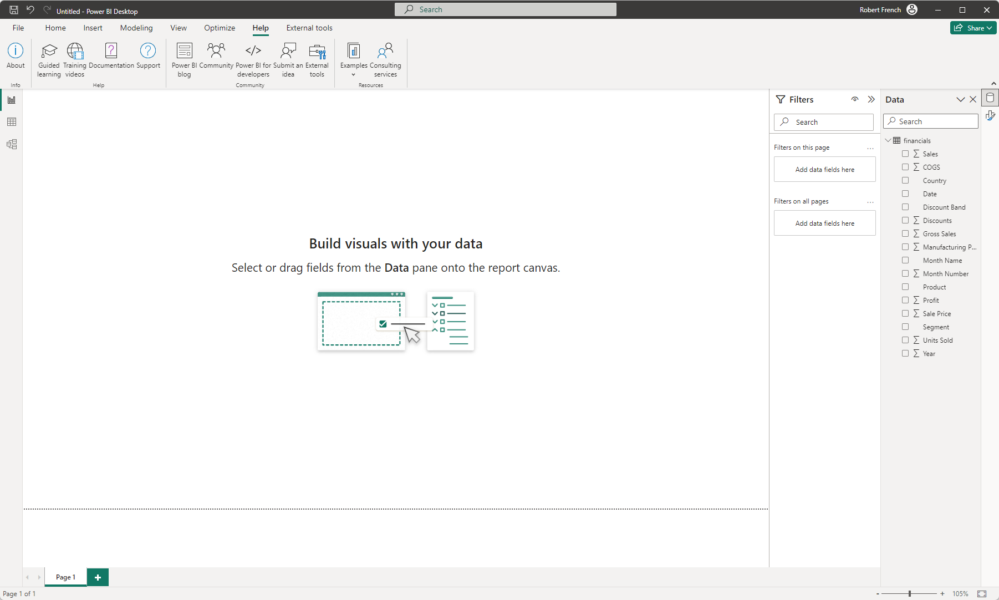 Untitled - Power BI Desktop
Search
Robert French
File
Home
Insert
Modeling
View
Optimize
Help
External tools
Share
About
Guided
learning
Training
videos
Documentation
Support
Power BI
blog
Community
Power BI for
developers
Submit an
idea
External
tools
Examples
Consulting
services
Info
Help
Community
Resources
Filters
Search
Filters on this page
...
Add data fields here
Filters on all pages
...
Add data fields here
Data
Search
financials
Sales
COGS
Country
Date
Discount Band
Discounts
Gross Sales
Manufacturing P...
Month Name
Month Number
Product
Profit
Sale Price
Segment
Units Sold
Year
Build visuals with your data
Select or drag fields from the Data pane onto the report canvas.
Page 1
Page 1 of 1
105%